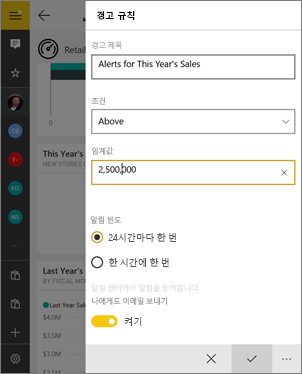 경고 규칙
Retai
0
This Year's
NEW STORES
Last Year's
BY FISCAL MO
Last Year Sale
$4.0M
$3.5M
$3.0M
CB
F-
FO
NS
경고 제목
Alerts for This Year's Sales
조건
Above
임계값
2,500,000
알림 빈도
24시간마다 한 번
한 시간에 한 번
알림 센터에서 알림을 받게됩니다.
나에게도 이메일 보내기
켜기